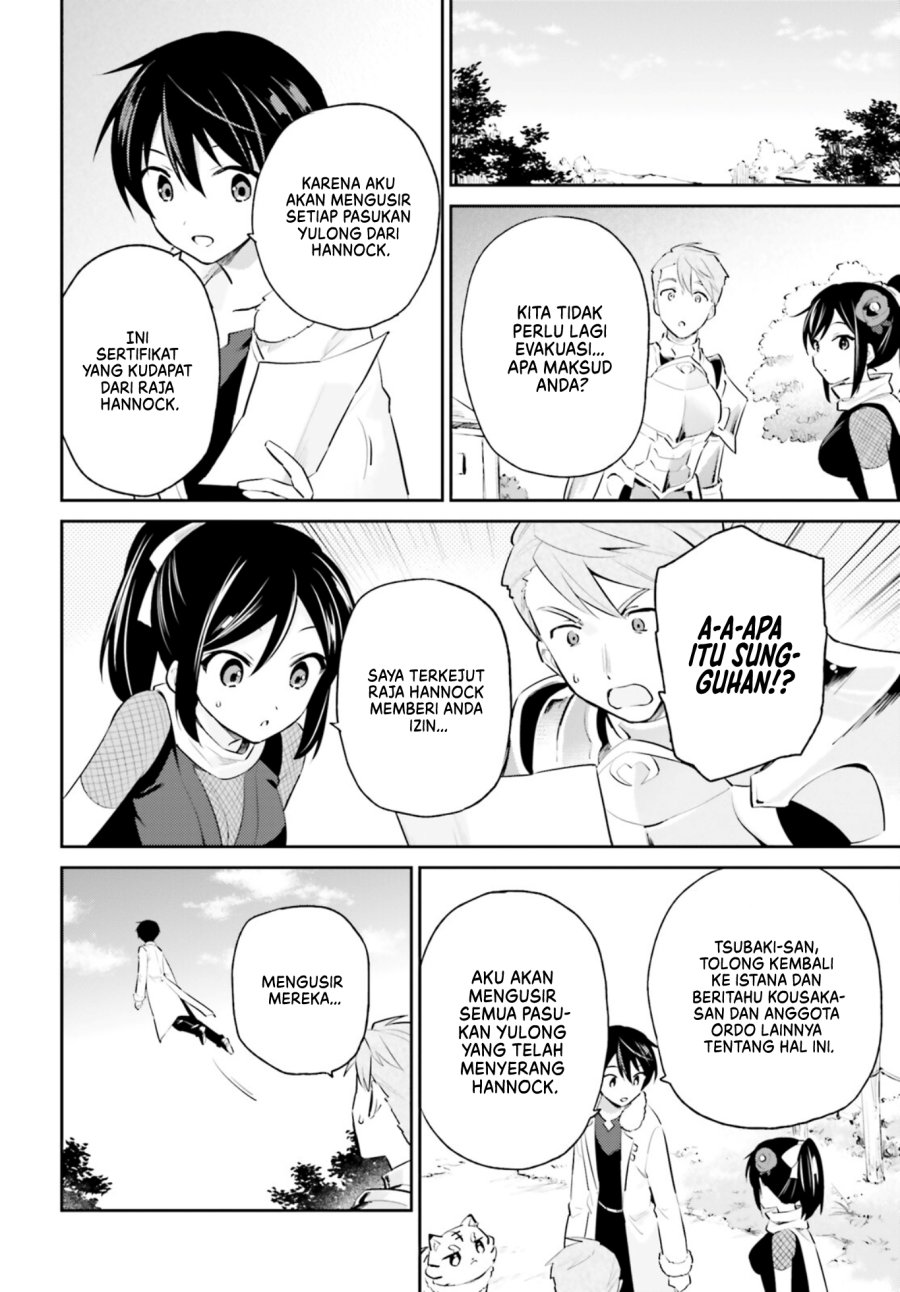 KITA TIDAK
PERLU LAGI
EVAKUASI...
APA MAKSUD
ANDA?
KARENA AKU
AKAN MENGUSIR
SETIAP PASUKAN
YULONG DARI
HANNOCK.
INI
SERTIFIKAT
YANG KUDAPAT
DARI RAJA
HANNOCK.
A-A-APA
ITU SUNG-
GUHAN!?
SAYA TERKEJUT
RAJA HANNOCK
MEMBERI ANDA
IZIN...
TSUBAKI-SAN,
TOLONG KEMBALI
KE ISTANA DAN
BERITAHU KOUSAKA-
SAN DAN ANGGOTA
ORDO LAINNYA
TENTANG HAL INI.
AKU AKAN
MENGUSIR
SEMUA PASU-
KAN YULONG
YANG TELAH
MENYERANG
HANNOCK.
MENGUSIR
MEREKA...